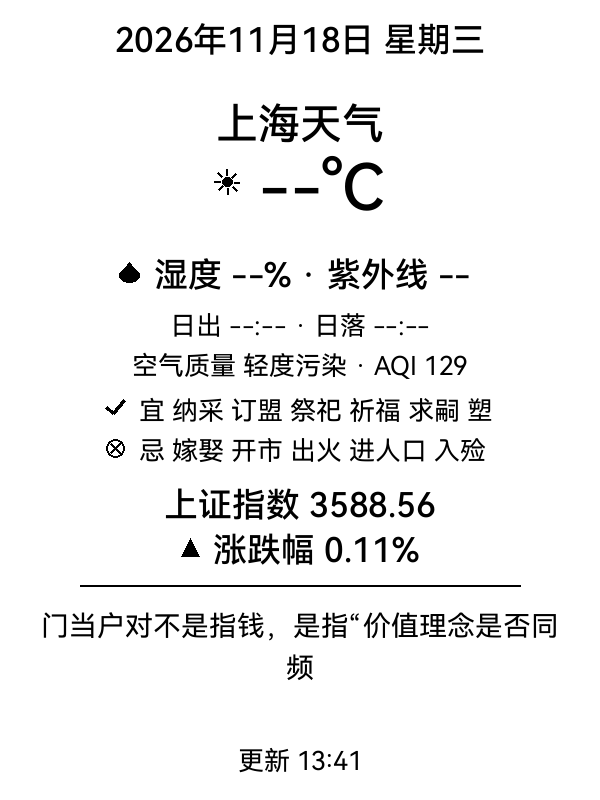 2026年11月18日 星期三
上海天气
--°C
湿度 --% · 紫外线 --
日出 --:-- · 日落 --:--
空气质量 轻度污染 · AQI 129
宜 纳采 订盟 祭祀 祈福 求嗣 塑
忌 嫁娶 开市 出火 进人口 入殓
上证指数 3588.56
▲ 涨跌幅 0.11%
门当户对不是指钱，是指“价值理念是否同
频
更新 13:41